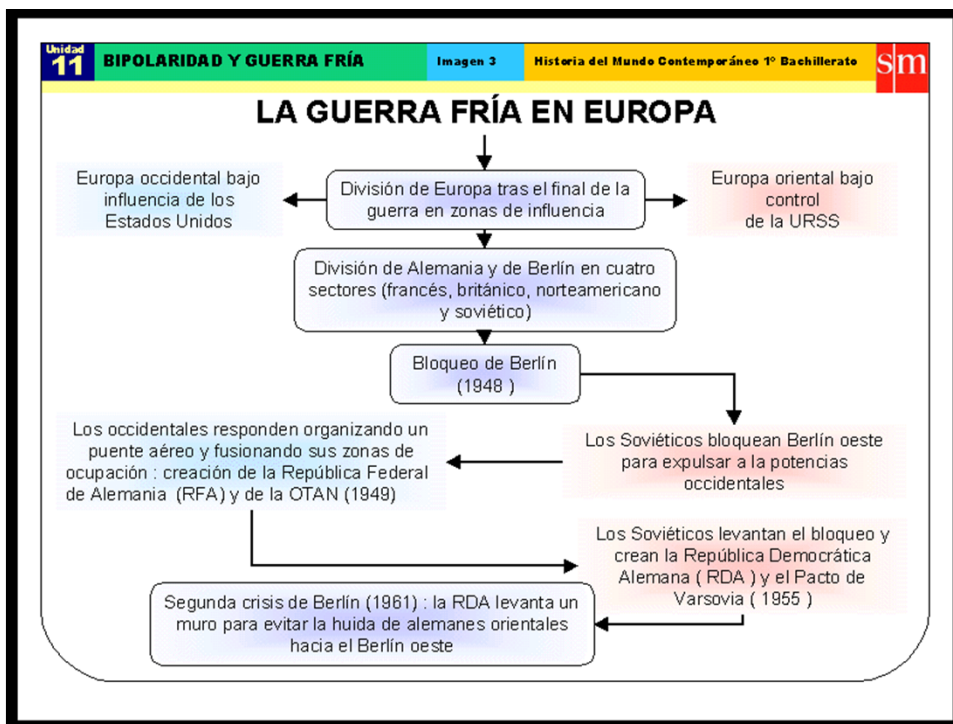 Unidad
11
BIPOLARIDAD Y GUERRA FRÍA
Imagen 3
Historia del Mundo Contemporáneo 1º Bachillerato
sm
LA GUERRA FRÍA EN EUROPA
Europa occidental bajo
influencia de los
Estados Unidos
División de Europa tras el final de la
guerra en zonas de influencia
Europa oriental bajo
control
de la URSS
División de Alemania y de Berlín en cuatro
sectores (francés, británico, norteamericano
y soviético)
Bloqueo de Berlín
(1948 )
Los Soviéticos bloquean Berlín oeste
para expulsar a la potencias
occidentales
Los occidentales responden organizando un
puente aéreo y fusionando sus zonas de
ocupación : creación de la República Federal
de Alemania (RFA) y de la OTAN (1949)
Los Soviéticos levantan el bloqueo y
crean la República Democrática
Alemana ( RDA ) y el Pacto de
Varsovia ( 1955 )
Segunda crisis de Berlín (1961) : la RDA levanta un
muro para evitar la huida de alemanes orientales
hacia el Berlín oeste